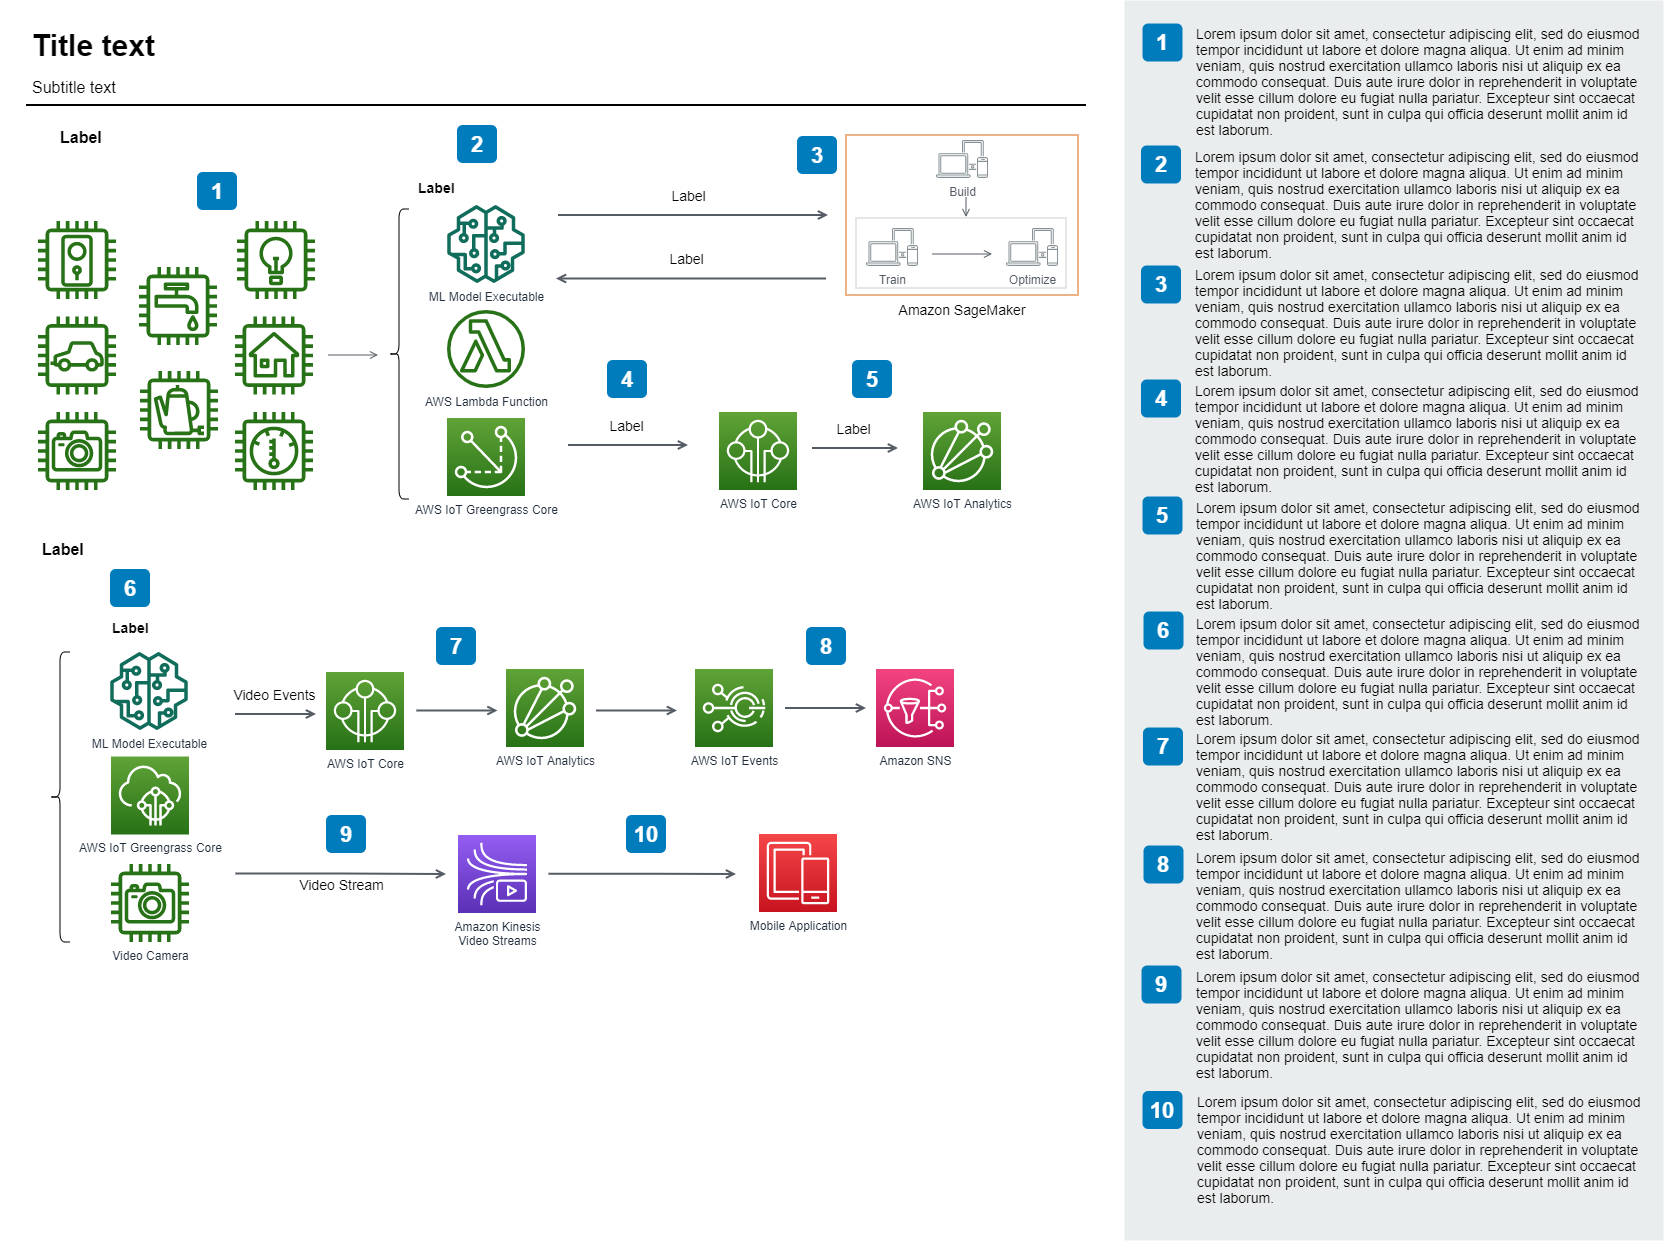 Title text
Subtitle text
Label
1
2
Label
ML Model Executable
AWS Lambda Function
AWS IoT Greengrass Core
Label
Label
3
Build
Train
Optimize
Amazon SageMaker
4
Label
AWS IoT Core
5
Label
AWS IoT Analytics
Label
6
Label
ML Model Executable
AWS IoT Greengrass Core
Video Camera
Video Events
AWS IoT Core
7
AWS IoT Analytics
AWS IoT Events
8
Amazon SNS
9
Video Stream
Amazon Kinesis
Video Streams
10
Mobile Application
1
Lorem ipsum dolor sit amet, consectetur adipiscing elit, sed do eiusmod
tempor incididunt ut labore et dolore magna aliqua. Ut enim ad minim
veniam, quis nostrud exercitation ullamco laboris nisi ut aliquip ex ea
commodo consequat. Duis aute irure dolor in reprehenderit in voluptate
velit esse cillum dolore eu fugiat nulla pariatur. Excepteur sint occaecat
cupidatat non proident, sunt in culpa qui officia deserunt mollit anim id
est laborum.
2
Lorem ipsum dolor sit amet, consectetur adipiscing elit, sed do eiusmod
tempor incididunt ut labore et dolore magna aliqua. Ut enim ad minim
veniam, quis nostrud exercitation ullamco laboris nisi ut aliquip ex ea
commodo consequat. Duis aute irure dolor in reprehenderit in voluptate
velit esse cillum dolore eu fugiat nulla pariatur. Excepteur sint occaecat
cupidatat non proident, sunt in culpa qui officia deserunt mollit anim id
est laborum.
3
Lorem ipsum dolor sit amet, consectetur adipiscing elit, sed do eiusmod
tempor incididunt ut labore et dolore magna aliqua. Ut enim ad minim
veniam, quis nostrud exercitation ullamco laboris nisi ut aliquip ex ea
commodo consequat. Duis aute irure dolor in reprehenderit in voluptate
velit esse cillum dolore eu fugiat nulla pariatur. Excepteur sint occaecat
cupidatat non proident, sunt in culpa qui officia deserunt mollit anim id
est laborum.
4
Lorem ipsum dolor sit amet, consectetur adipiscing elit, sed do eiusmod
tempor incididunt ut labore et dolore magna aliqua. Ut enim ad minim
veniam, quis nostrud exercitation ullamco laboris nisi ut aliquip ex ea
commodo consequat. Duis aute irure dolor in reprehenderit in voluptate
velit esse cillum dolore eu fugiat nulla pariatur. Excepteur sint occaecat
cupidatat non proident, sunt in culpa qui officia deserunt mollit anim id
est laborum.
5
Lorem ipsum dolor sit amet, consectetur adipiscing elit, sed do eiusmod
tempor incididunt ut labore et dolore magna aliqua. Ut enim ad minim
veniam, quis nostrud exercitation ullamco laboris nisi ut aliquip ex ea
commodo consequat. Duis aute irure dolor in reprehenderit in voluptate
velit esse cillum dolore eu fugiat nulla pariatur. Excepteur sint occaecat
cupidatat non proident, sunt in culpa qui officia deserunt mollit anim id
est laborum.
6
Lorem ipsum dolor sit amet, consectetur adipiscing elit, sed do eiusmod
tempor incididunt ut labore et dolore magna aliqua. Ut enim ad minim
veniam, quis nostrud exercitation ullamco laboris nisi ut aliquip ex ea
commodo consequat. Duis aute irure dolor in reprehenderit in voluptate
velit esse cillum dolore eu fugiat nulla pariatur. Excepteur sint occaecat
cupidatat non proident, sunt in culpa qui officia deserunt mollit anim id
est laborum.
7
Lorem ipsum dolor sit amet, consectetur adipiscing elit, sed do eiusmod
tempor incididunt ut labore et dolore magna aliqua. Ut enim ad minim
veniam, quis nostrud exercitation ullamco laboris nisi ut aliquip ex ea
commodo consequat. Duis aute irure dolor in reprehenderit in voluptate
velit esse cillum dolore eu fugiat nulla pariatur. Excepteur sint occaecat
cupidatat non proident, sunt in culpa qui officia deserunt mollit anim id
est laborum.
8
Lorem ipsum dolor sit amet, consectetur adipiscing elit, sed do eiusmod
tempor incididunt ut labore et dolore magna aliqua. Ut enim ad minim
veniam, quis nostrud exercitation ullamco laboris nisi ut aliquip ex ea
commodo consequat. Duis aute irure dolor in reprehenderit in voluptate
velit esse cillum dolore eu fugiat nulla pariatur. Excepteur sint occaecat
cupidatat non proident, sunt in culpa qui officia deserunt mollit anim id
est laborum.
9
Lorem ipsum dolor sit amet, consectetur adipiscing elit, sed do eiusmod
tempor incididunt ut labore et dolore magna aliqua. Ut enim ad minim
veniam, quis nostrud exercitation ullamco laboris nisi ut aliquip ex ea
commodo consequat. Duis aute irure dolor in reprehenderit in voluptate
velit esse cillum dolore eu fugiat nulla pariatur. Excepteur sint occaecat
cupidatat non proident, sunt in culpa qui officia deserunt mollit anim id
est laborum.
10
Lorem ipsum dolor sit amet, consectetur adipiscing elit, sed do eiusmod
tempor incididunt ut labore et dolore magna aliqua. Ut enim ad minim
veniam, quis nostrud exercitation ullamco laboris nisi ut aliquip ex ea
commodo consequat. Duis aute irure dolor in reprehenderit in voluptate
velit esse cillum dolore eu fugiat nulla pariatur. Excepteur sint occaecat
cupidatat non proident, sunt in culpa qui officia deserunt mollit anim id
est laborum.